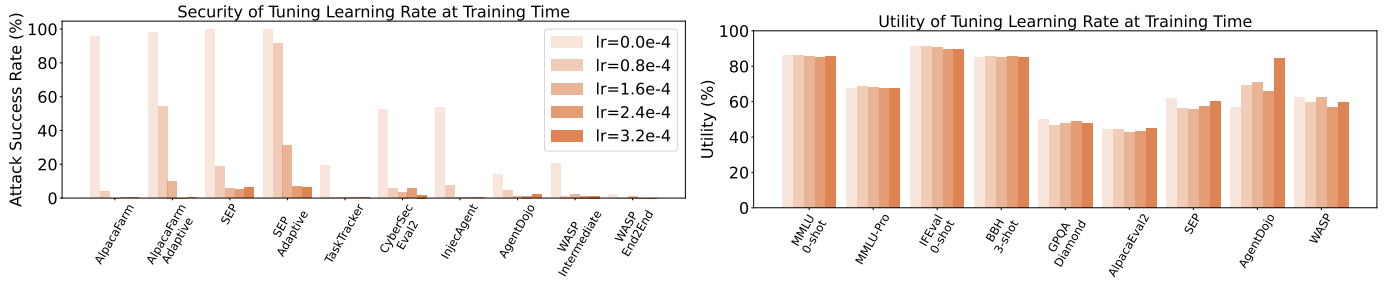 Security of Tuning Learning Rate at Training Time
Attack Success Rate (%)
100
80
60
40
20
0
lr=0.0e-4
lr=0.8e-4
lr=1.6e-4
lr=2.4e-4
lr=3.2e-4
AlpacaFarm
AlpacaFarm
Adaptive
SEP
SEP
Adaptive
TaskTracker
CyberSec
Eval2
InjecAgent
AgentDojo
WASP
Intermediate
WASP
End2End
Utility of Tuning Learning Rate at Training Time
Utility (%)
100
80
60
40
20
0
MMLU
0-shot
MMLU-Pro
IFEval
0-shot
BBH
3-shot
GPQA
Diamond
AlpacaEval2
SEP
AgentDojo
WASP